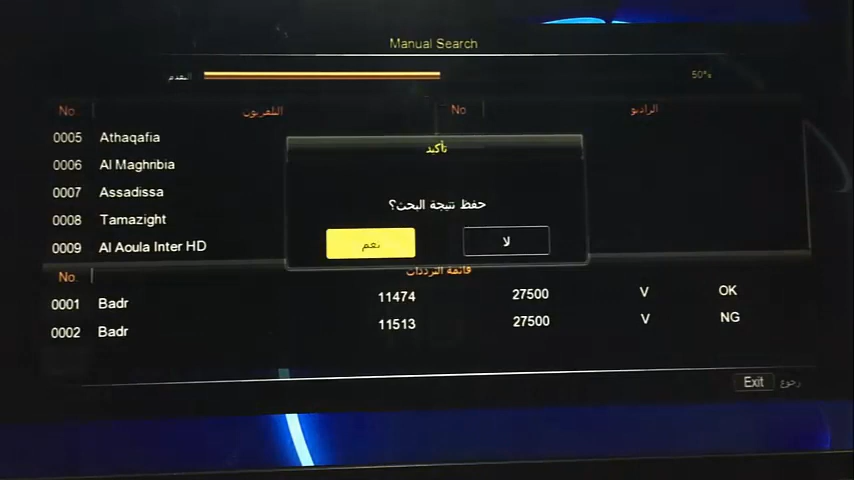 Manual Search
التقدم 50%
No. التلفزيون No الراديو
0005 Athaqafia
0006 Al Maghribia
0007 Assadissa
0008 Tamazight
0009 Al Aoula Inter HD
تأكيد
حفظ نتيجة البحث؟
نعم لا
No. قائمة الترددات
0001 Badr 11474 27500 V OK
0002 Badr 11513 27500 V NG
Exit رجوع